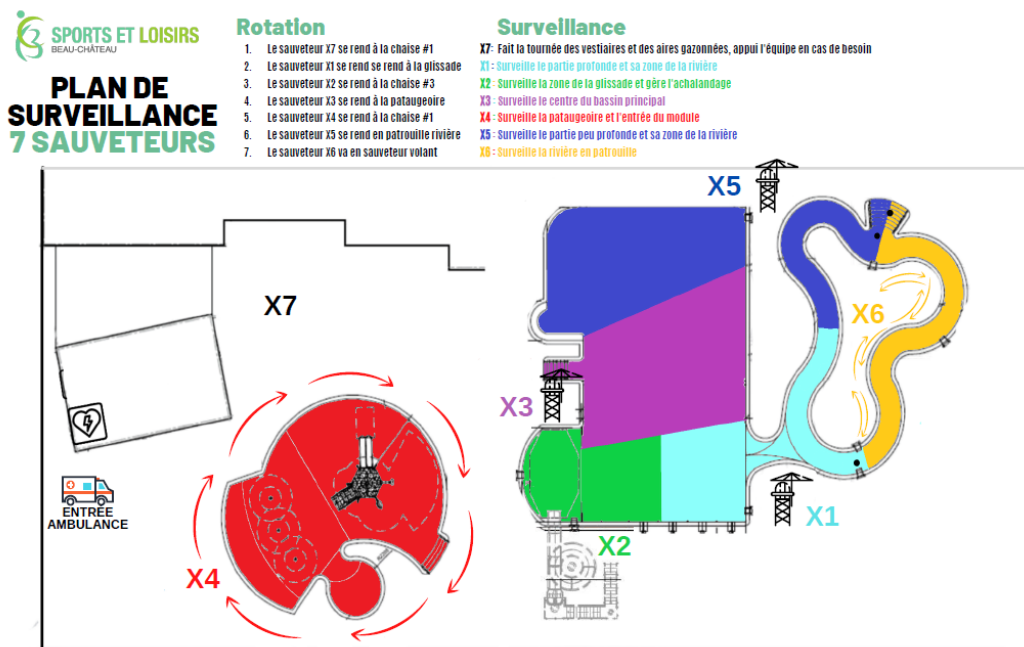 SPORTS ET LOISIRS
BEAU-CHÂTEAU
PLAN DE
SURVEILLANCE
7 SAUVETEURS
Rotation
1. Le sauveteur X7 se rend à la chaise #1
2. Le sauveteur X1 se rend se rend à la glissade
3. Le sauveteur X2 se rend à la chaise #3
4. Le sauveteur X3 se rend à la pataugeoire
5. Le sauveteur X4 se rend à la chaise #1
6. Le sauveteur X5 se rend en patrouille rivière
7. Le sauveteur X6 va en sauveteur volant
Surveillance
X7: Fait la tournée des vestiaires et des aires gazonnées, appui l'équipe en cas de besoin
X1 : Surveille le partie profonde et sa zone de la rivière
X2 : Surveille la zone de la glissade et gère l'achalandage
X3 : Surveille le centre du bassin principal
X4 : Surveille la pataugeoire et l'entrée du module
X5 : Surveille le partie peu profonde et sa zone de la rivière
X6 : Surveille la rivière en patrouille
X5
X7
X6
X3
ENTRÉE
AMBULANCE
X1
X2
X4